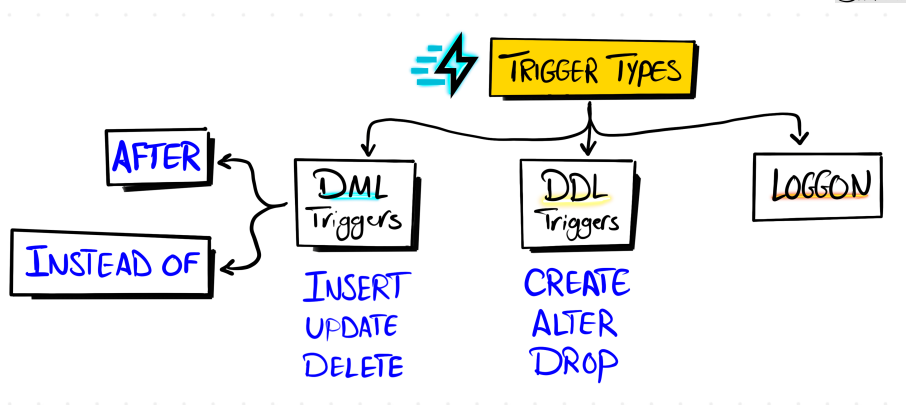 TRIGGER TYPES
AFTER
INSTEAD OF
DML
Triggers
INSERT
UPDATE
DELETE
DDL
Triggers
CREATE
ALTER
DROP
LOGGON